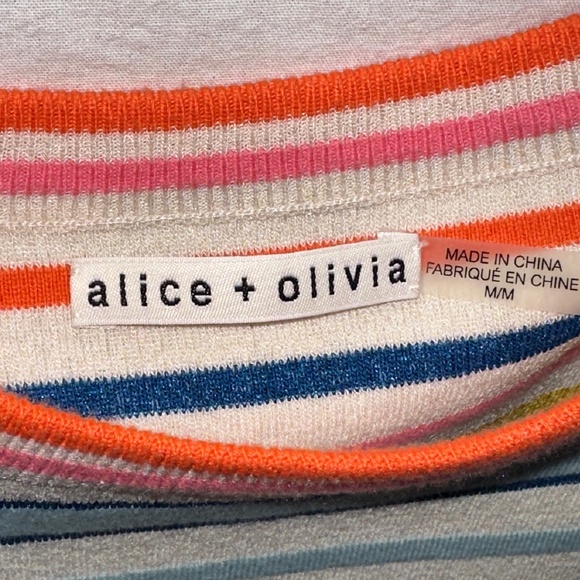 alice + olivia
MADE IN CHINA
FABRIQUÉ EN CHINE
M/M